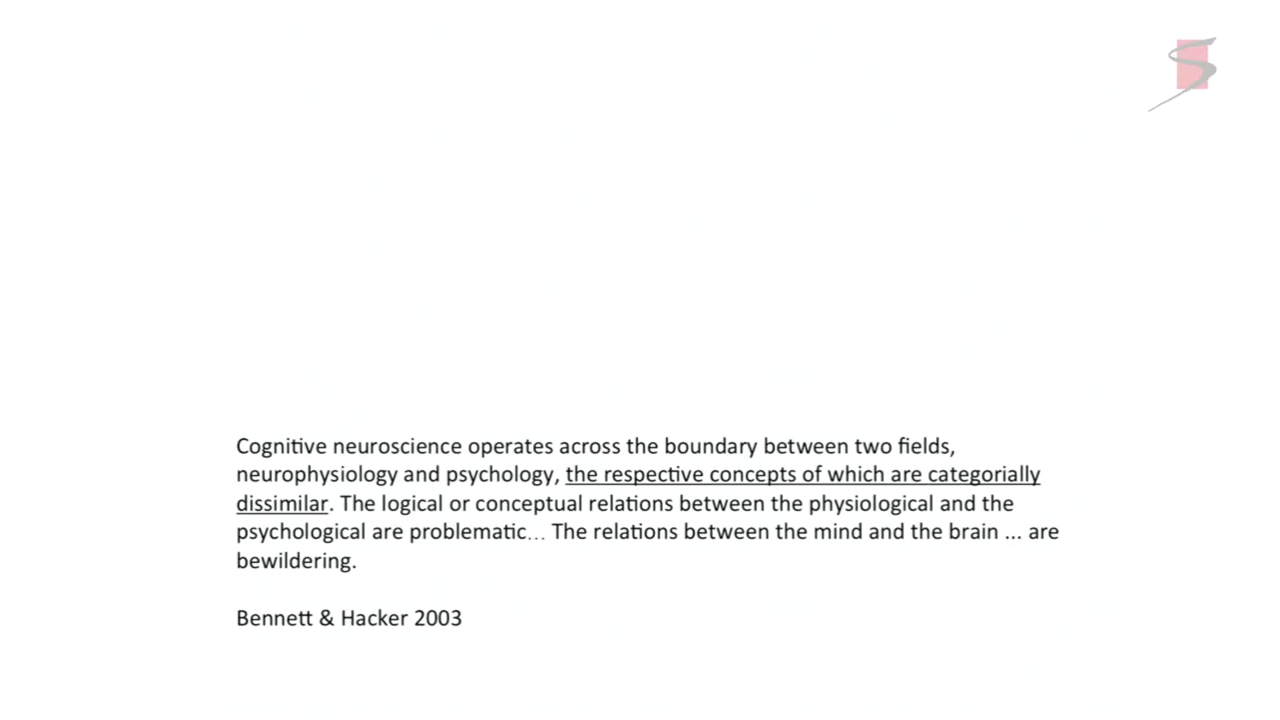 Cognitive neuroscience operates across the boundary between two fields,
neurophysiology and psychology, the respective concepts of which are categorially
dissimilar. The logical or conceptual relations between the physiological and the
psychological are problematic... The relations between the mind and the brain ... are
bewildering.
Bennett & Hacker 2003